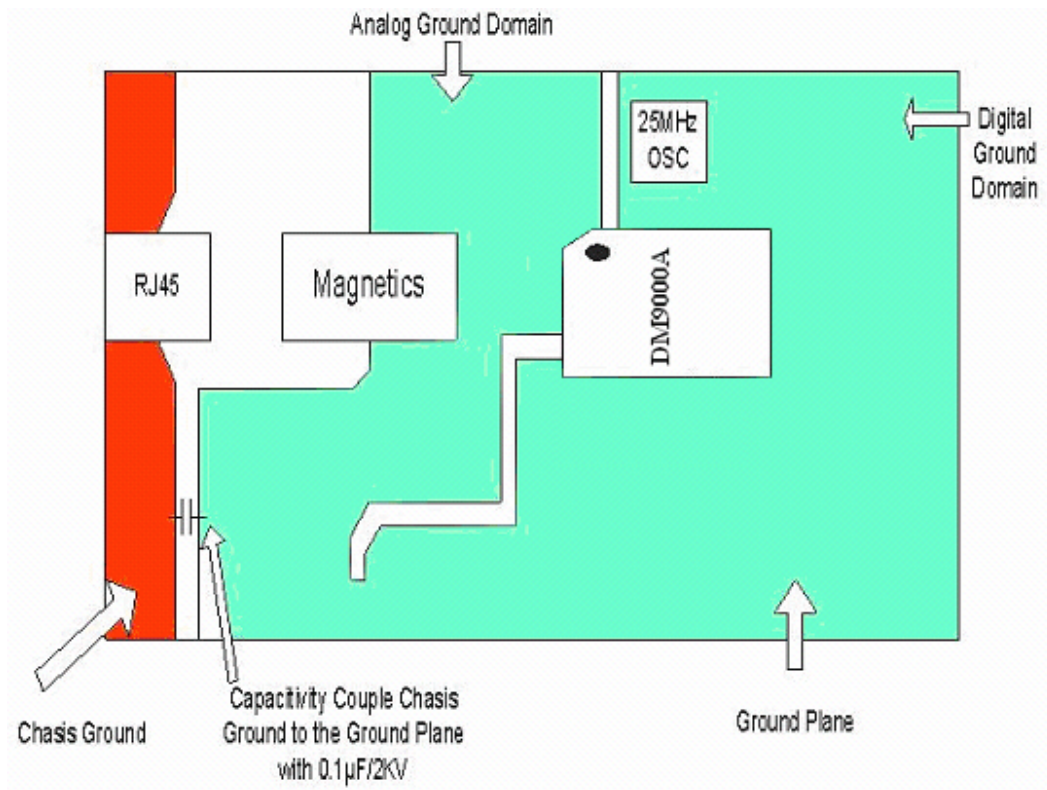 Analog Ground Domain
25MHz
OSC
Digital
Ground
Domain
RJ45
Magnetics
DM9000A
Chasis Ground
Capacitivity Couple Chasis
Ground to the Ground Plane
with 0.1µF/2KV
Ground Plane